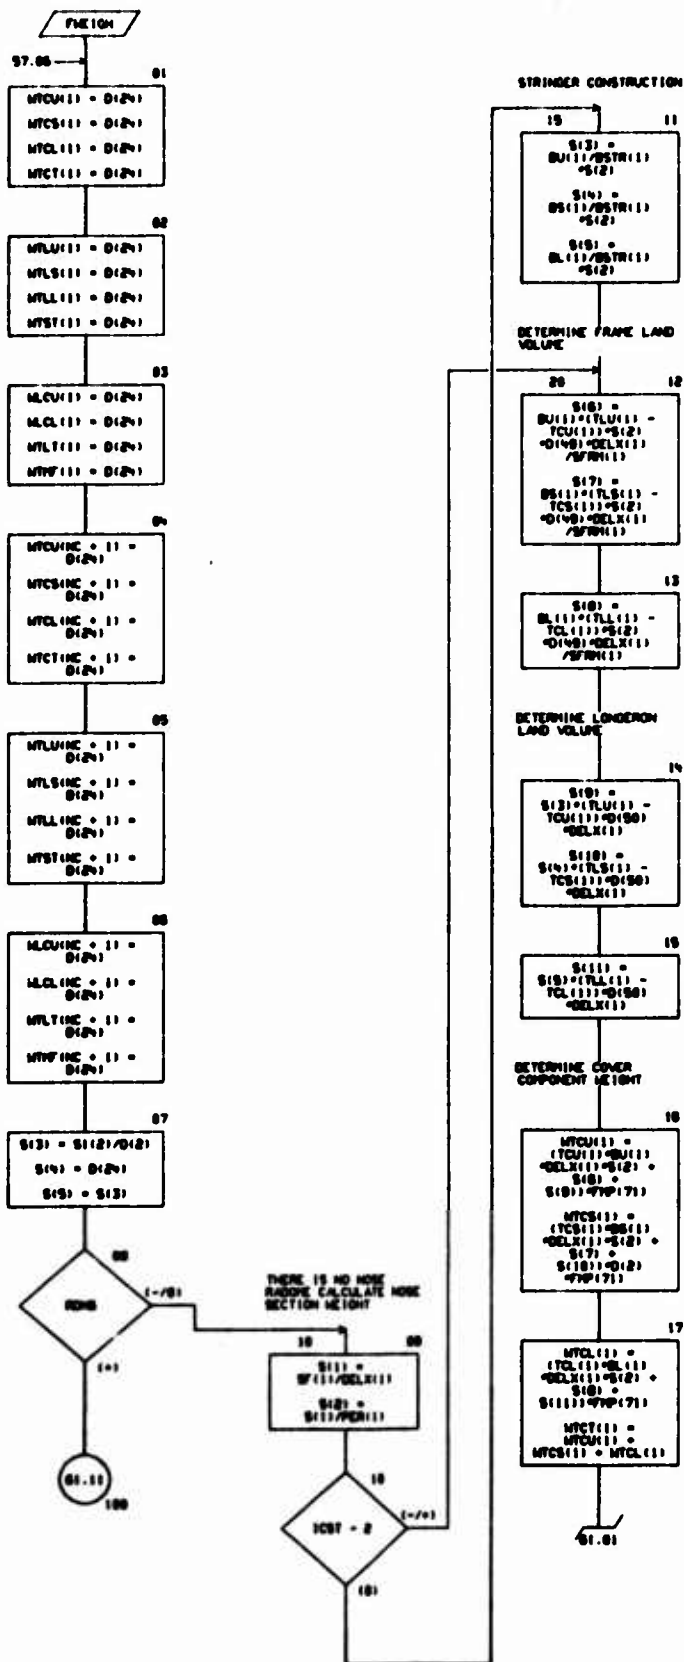 FWEIGH
57.06
01
WTCU(1) = D(24)
WTCS(1) = D(24)
WTCL(1) = D(24)
WTCT(1) = D(24)
02
WTLU(1) = D(24)
WTLS(1) = D(24)
WTLL(1) = D(24)
WTST(1) = D(24)
03
WLCU(1) = D(24)
WLCL(1) = D(24)
WTLT(1) = D(24)
WTMF(1) = D(24)
04
WTCU(NC + 1) =
D(24)
WTCS(NC + 1) =
D(24)
WTCL(NC + 1) =
D(24)
WTCT(NC + 1) =
D(24)
05
WTLU(NC + 1) =
D(24)
WTLS(NC + 1) =
D(24)
WTLL(NC + 1) =
D(24)
WTST(NC + 1) =
D(24)
06
WLCU(NC + 1) =
D(24)
WLCL(NC + 1) =
D(24)
WTLT(NC + 1) =
D(24)
WTMF(NC + 1) =
D(24)
07
S(3) = S1(2)/D(2)
S(4) = D(24)
S(5) = S(3)
08
(-/0)
(+)
100
THERE IS NO NOSE
RADOME CALCULATE NOSE
SECTION WEIGHT
10 09
S(1) =
SF(1)/DELX(1)
S(2) =
S(1)/PER(1)
10
ICST - 2
(-/+)
(0)
STRINGER CONSTRUCTION
15 11
S(3) =
BU(1)/BSTR(1)
*S(2)
S(4) =
BS(1)/BSTR(1)
*S(2)
S(5) =
BL(1)/BSTR(1)
*S(2)
DETERMINE FRAME LAND
VOLUME
20 12
S(6) =
BU(1)*(TLU(1) -
TCU(1))*S(2)
*D(49)*DELX(1)
/SFRM(1)
S(7) =
BS(1)*(TLS(1) -
TCS(1))*S(2)
*D(49)*DELX(1)
/SFRM(1)
13
S(8) =
BL(1)*(TLL(1) -
TCL(1))*S(2)
*D(49)*DELX(1)
/SFRM(1)
DETERMINE LONGERON
LAND VOLUME
14
S(9) =
S(3)*(TLU(1) -
TCU(1))*D(50)
*DELX(1)
S(10) =
S(4)*(TLS(1) -
TCS(1))*D(50)
*DELX(1)
15
S(11) =
S(5)*(TLL(1) -
TCL(1))*D(50)
*DELX(1)
DETERMINE COVER
COMPONENT WEIGHT
16
WTCU(1) =
(TCU(1)*BU(1)
*DELX(1)*S(2) +
S(6) +
S(9))*FMP(71)
WTCS(1) =
(TCS(1)*BS(1)
*DELX(1)*S(2) +
S(7) +
S(10))*D(2)
*FMP(71)
17
WTCL(1) =
(TCL(1)*BL(1)
*DELX(1)*S(2) +
S(8) +
S(11))*FMP(71)
WTCT(1) =
WTCU(1) +
WTCS(1) + WTCL(1)